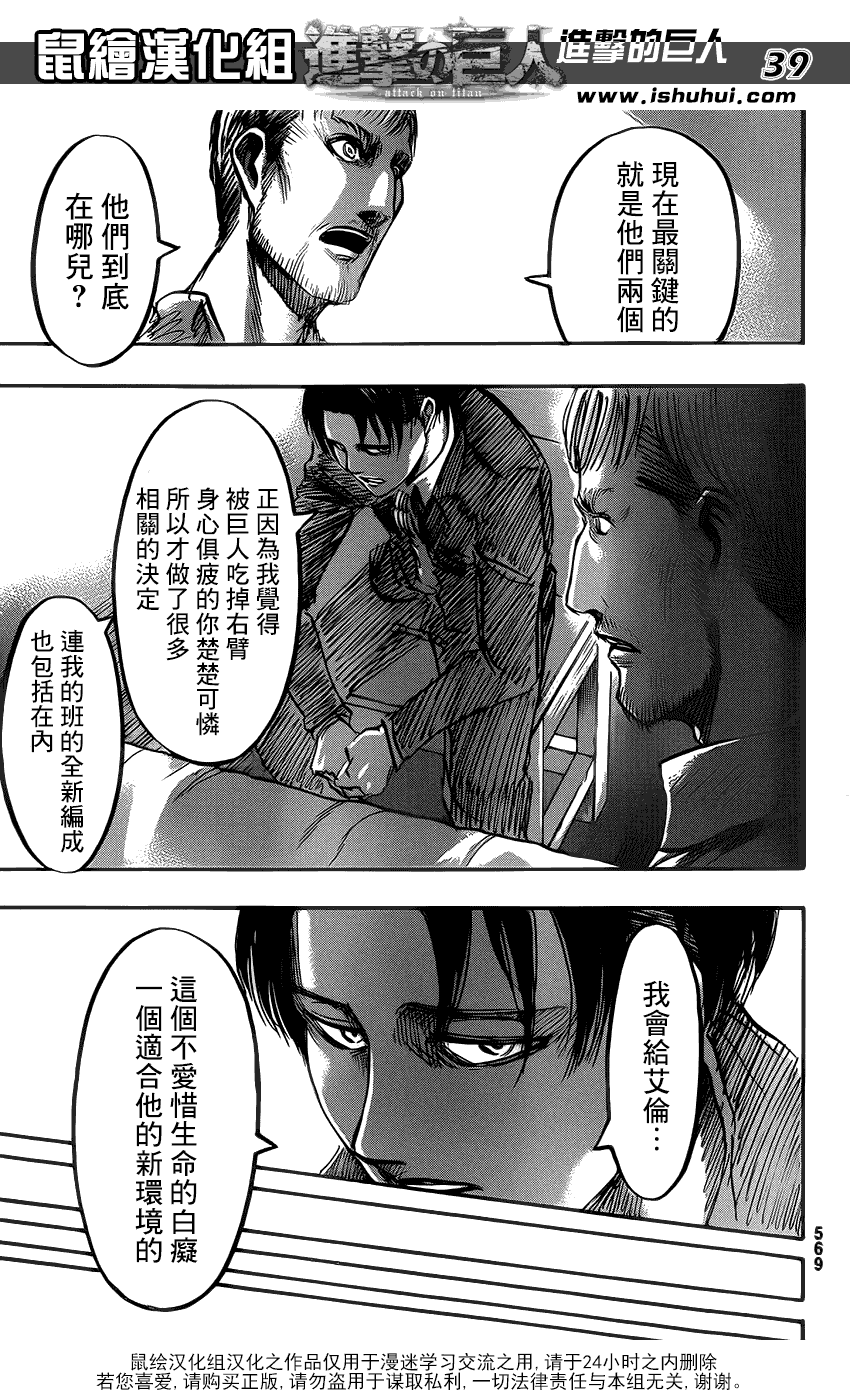 鼠繪漢化組
進撃の巨人
attack on titan
進擊的巨人
www.ishuhui.com
39
現在最關鍵的
就是他們兩個
他們到底
在哪兒？
正因為我覺得
被巨人吃掉右臂
身心俱疲的你楚楚可憐
所以才做了很多
相關的決定
連我的班的全新編成
也包括在內
我會給艾倫…
這個不愛惜生命的白癡
一個適合他的新環境的
569
鼠绘汉化组汉化之作品仅用于漫迷学习交流之用, 请于24小时之内删除
若您喜爱, 请购买正版, 请勿用于谋取私利, 一切法律责任与本组无关, 谢谢.